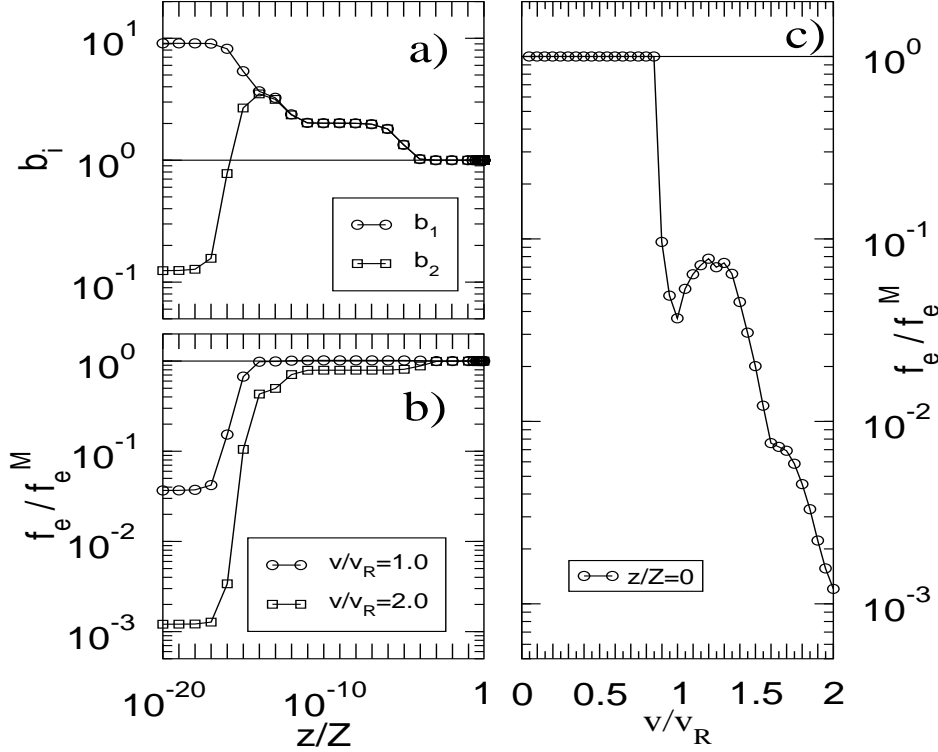 a)
10^1
10^0
10^-1
b_i
b_1
b_2
b)
10^0
10^-1
10^-2
10^-3
f_e / f_e^M
v/v_R=1.0
v/v_R=2.0
10^-20
10^-10
1
z/Z
c)
10^0
10^-1
10^-2
10^-3
f_e / f_e^M
z/Z=0
0
0.5
1
1.5
2
v/v_R